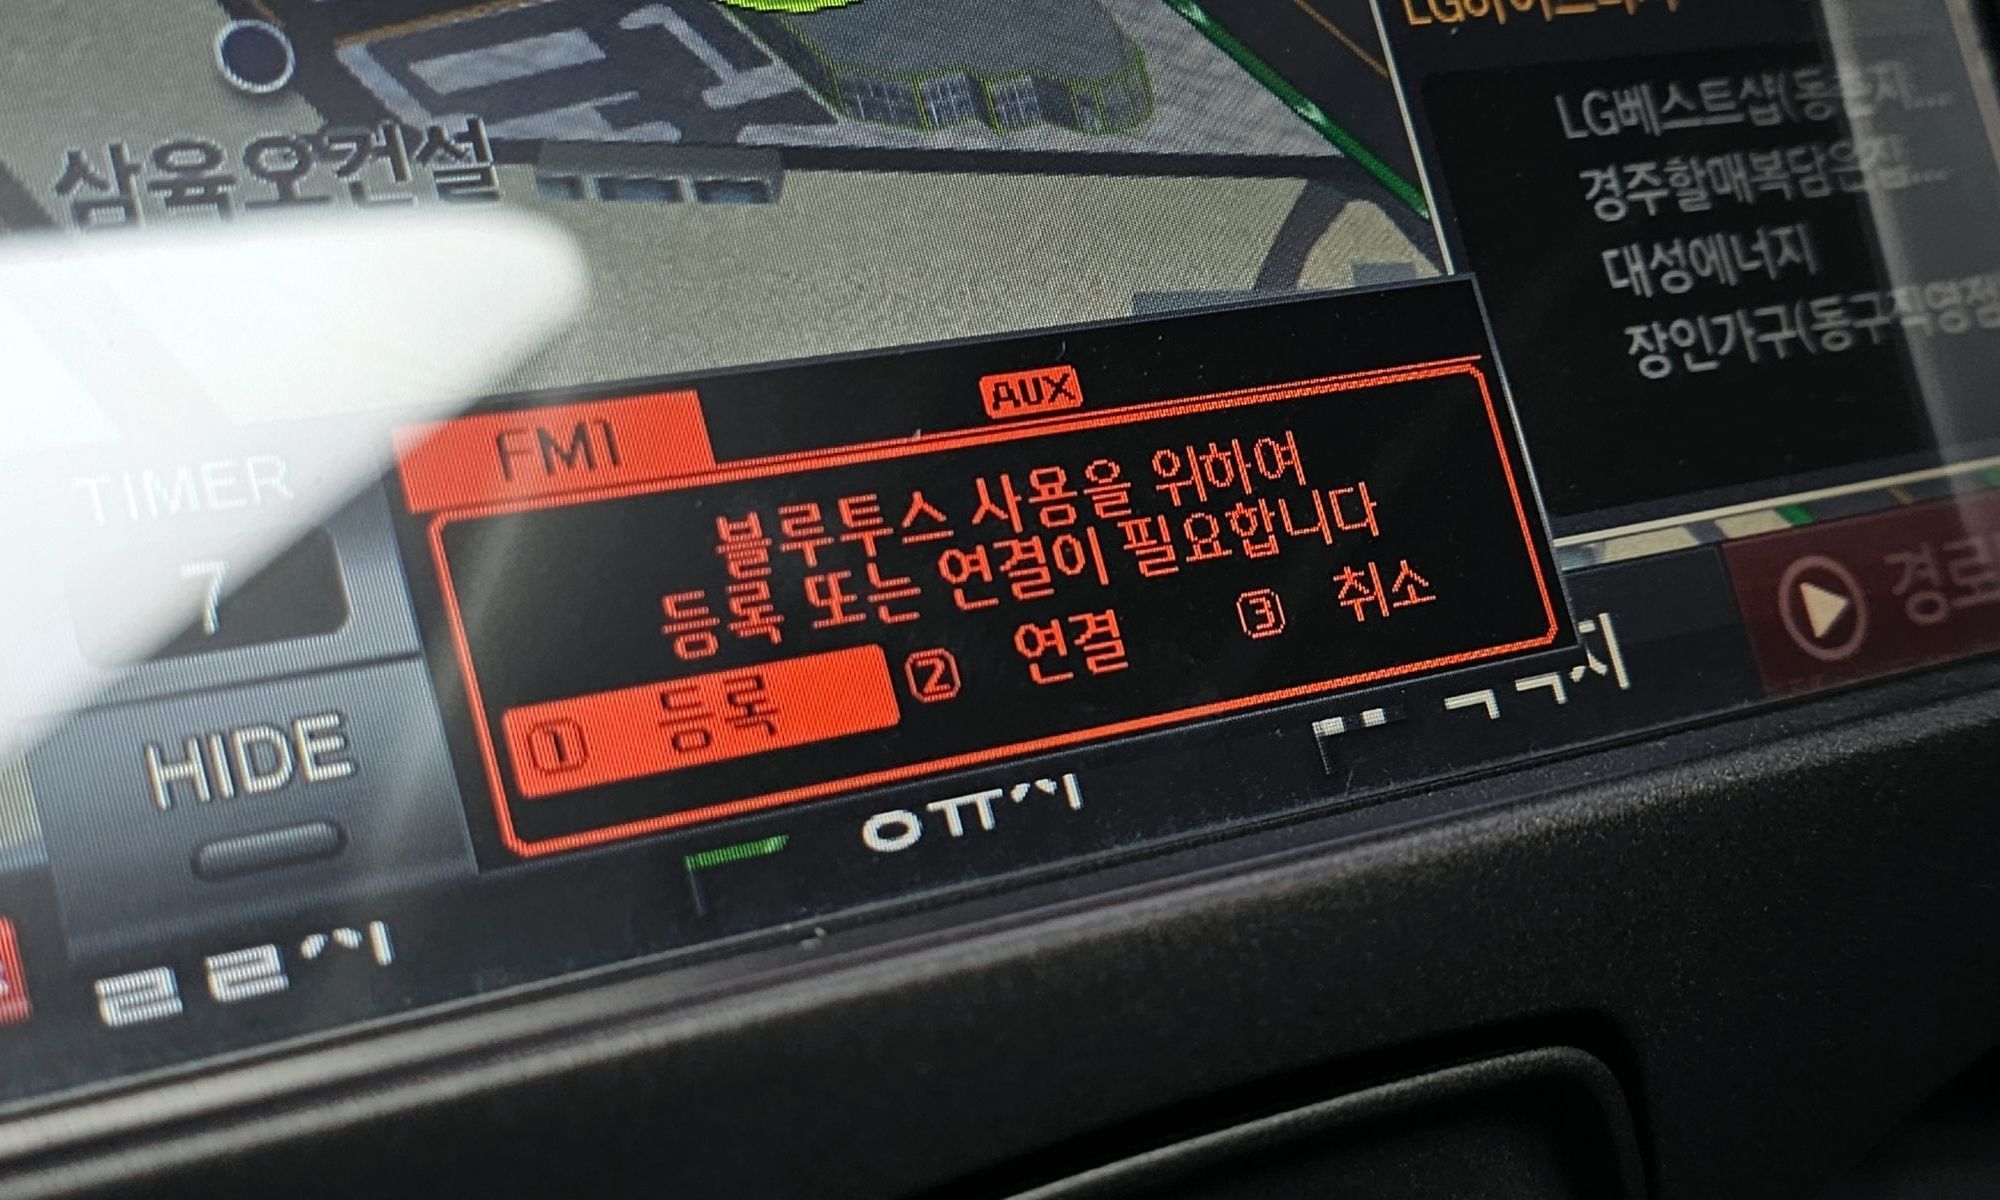 삼육오건설
LG베스트샵(동
경주할매복담은
대성에너지
장인가구(동구직영점
TIMER
7
HIDE
FM1
AUX
블루투스 사용을 위하여
등록 또는 연결이 필요합니다
1 등록
2 연결
3 취소
경로